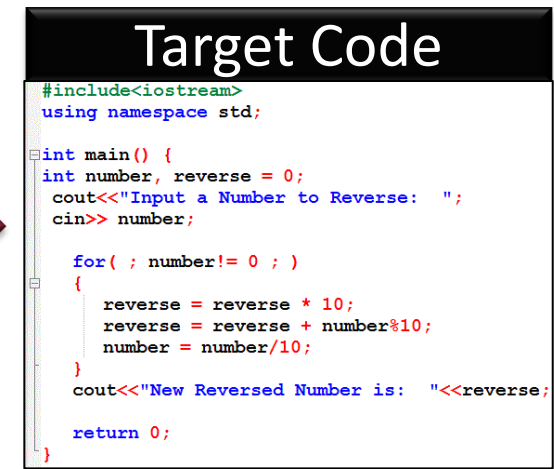 Target Code
#include<iostream>
using namespace std;
int main() {
int number, reverse = 0;
cout<<"Input a Number to Reverse:  ";
cin>> number;
for( ; number!= 0 ; )
{
reverse = reverse * 10;
reverse = reverse + number%10;
number = number/10;
}
cout<<"New Reversed Number is:  "<<reverse;
return 0;
}